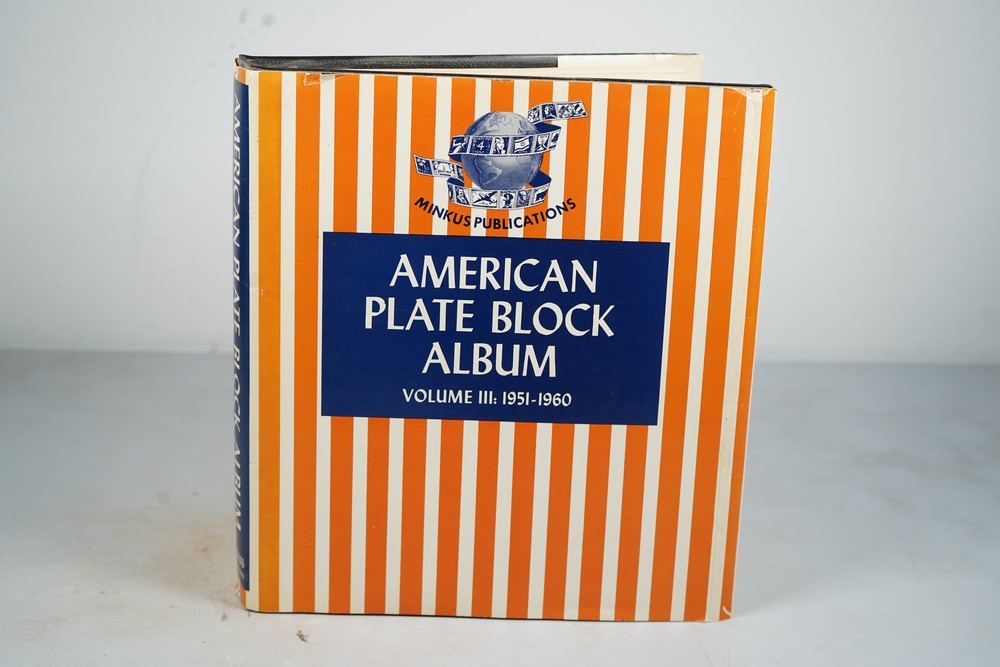 MINKUS PUBLICATIONS
AMERICAN
PLATE BLOCK
ALBUM
VOLUME III: 1951-1960
AMERICAN PLATE BLOCK ALBUM